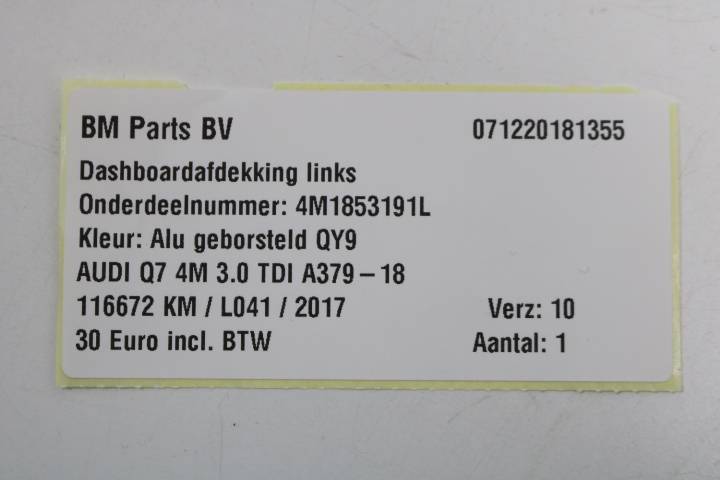 BM Parts BV 071220181355
Dashboardafdekking links
Onderdeelnummer: 4M1853191L
Kleur: Alu geborsteld QY9
AUDI Q7 4M 3.0 TDI A379-18
116672 KM / L041 / 2017 Verz: 10
30 Euro incl. BTW Aantal: 1